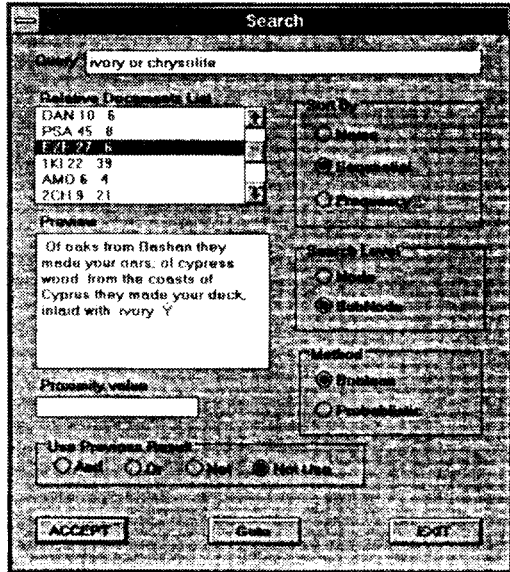 Search
Query ivory or chrysolite
Relative Documents List
DAN 10 6
PSA 45 8
EZE 27 6
1KI 22 39
AMO 6 4
2CH 9 21
Sort By
Name
Sequential
Frequency
Preview
Of oaks from Bashan they
made your oars; of cypress
wood from the coasts of
Cyprus they made your deck,
inlaid with ivory. Y
Search Level
Node
SubNode
Method
Boolean
Probablistic
Proximity value
Use Previous Result
And Or Not Not Use
ACCEPT Goto EXIT